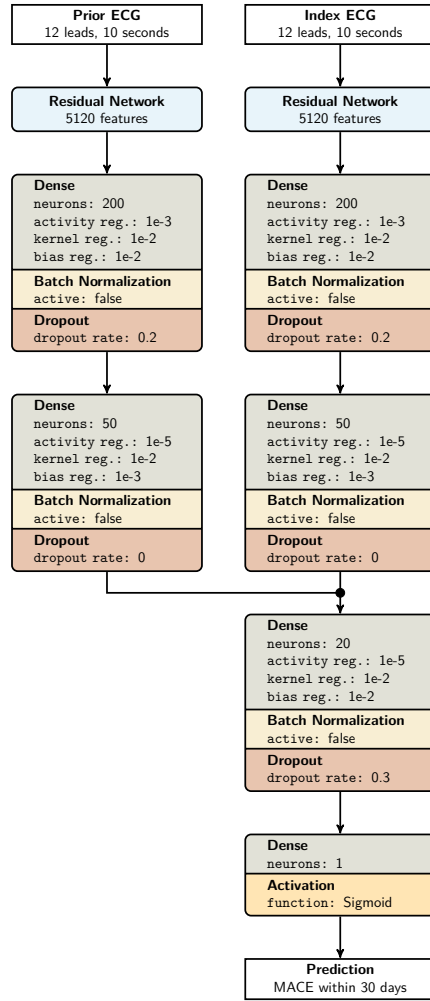 Prior ECG
12 leads, 10 seconds
Index ECG
12 leads, 10 seconds
Residual Network
5120 features
Residual Network
5120 features
Dense
neurons: 200
activity reg.: 1e-3
kernel reg.: 1e-2
bias reg.: 1e-2
Batch Normalization
active: false
Dropout
dropout rate: 0.2
Dense
neurons: 200
activity reg.: 1e-3
kernel reg.: 1e-2
bias reg.: 1e-2
Batch Normalization
active: false
Dropout
dropout rate: 0.2
Dense
neurons: 50
activity reg.: 1e-5
kernel reg.: 1e-2
bias reg.: 1e-3
Batch Normalization
active: false
Dropout
dropout rate: 0
Dense
neurons: 50
activity reg.: 1e-5
kernel reg.: 1e-2
bias reg.: 1e-3
Batch Normalization
active: false
Dropout
dropout rate: 0
Dense
neurons: 20
activity reg.: 1e-5
kernel reg.: 1e-2
bias reg.: 1e-2
Batch Normalization
active: false
Dropout
dropout rate: 0.3
Dense
neurons: 1
Activation
function: Sigmoid
Prediction
MACE within 30 days